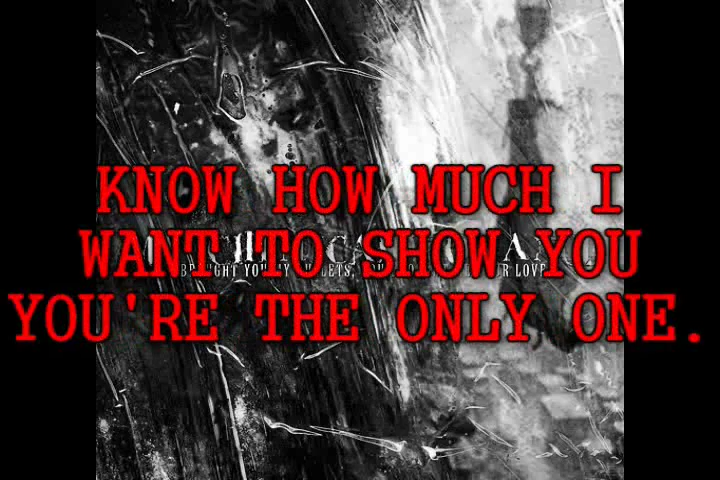 KNOW HOW MUCH I
WANT TO SHOW YOU
YOU'RE THE ONLY ONE.